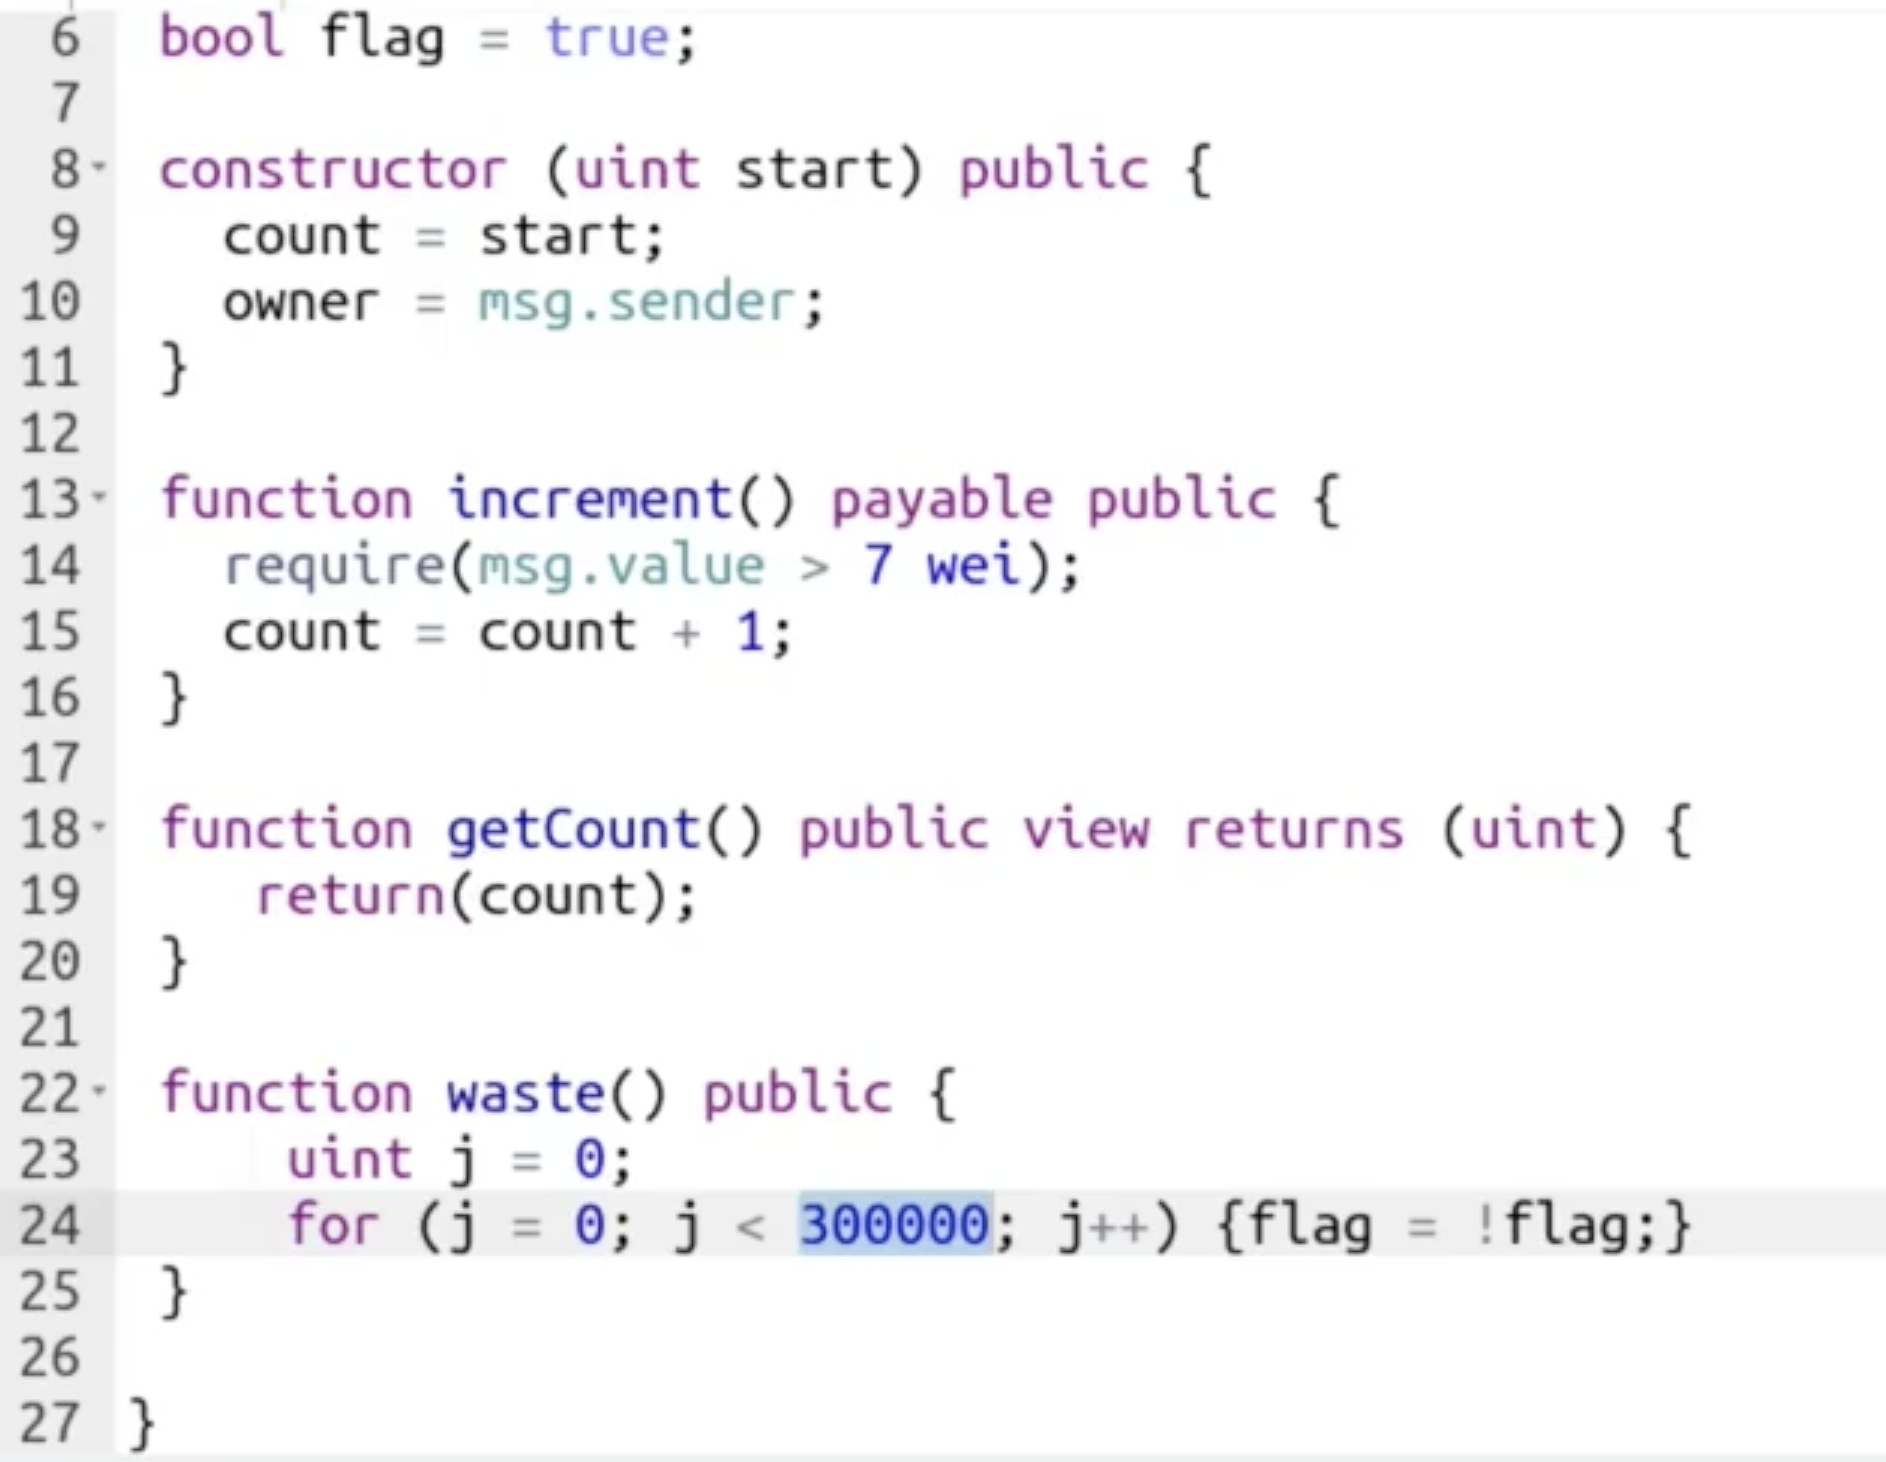 6 bool flag = true;
7
8 constructor (uint start) public {
9 count = start;
10 owner = msg.sender;
11 }
12
13 function increment() payable public {
14 require(msg.value > 7 wei);
15 count = count + 1;
16 }
17
18 function getCount() public view returns (uint) {
19 return(count);
20 }
21
22 function waste() public {
23 uint j = 0;
24 for (j = 0; j < 300000; j++) {flag = !flag;}
25 }
26
27 }